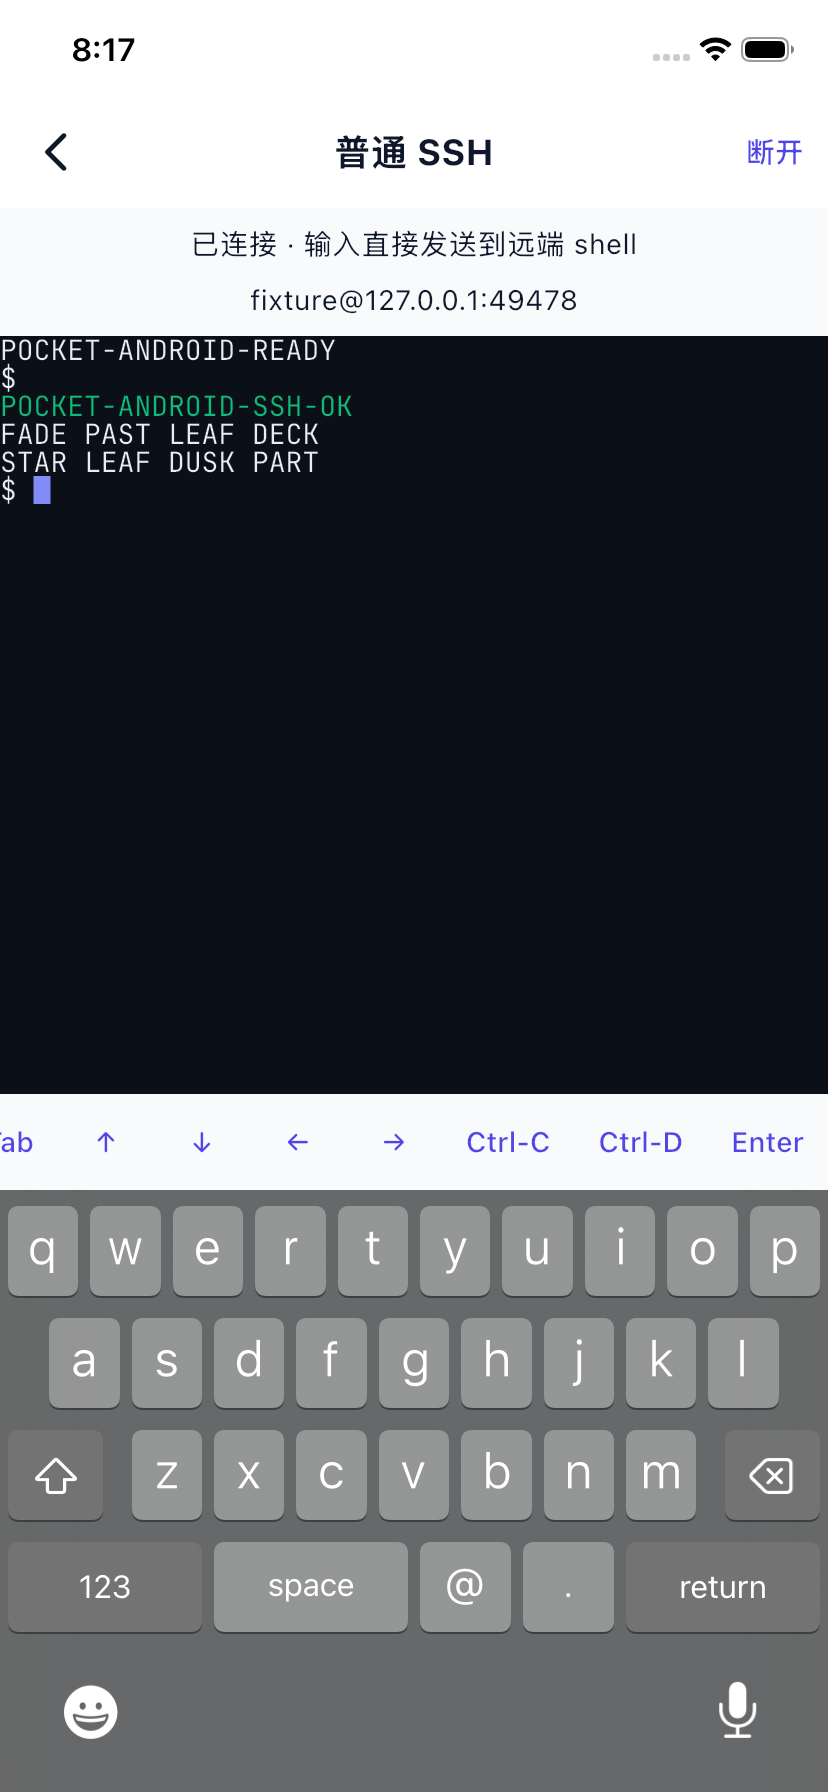 8:17
普通 SSH
断开
已连接 · 输入直接发送到远端 shell
fixture@127.0.0.1:49478
POCKET-ANDROID-READY
$
POCKET-ANDROID-SSH-OK
FADE PAST LEAF DECK
STAR LEAF DUSK PART
$
ab ↑ ↓ ← → Ctrl-C Ctrl-D Enter
q w e r t y u i o p
a s d f g h j k l
z x c v b n m
123 space @ . return